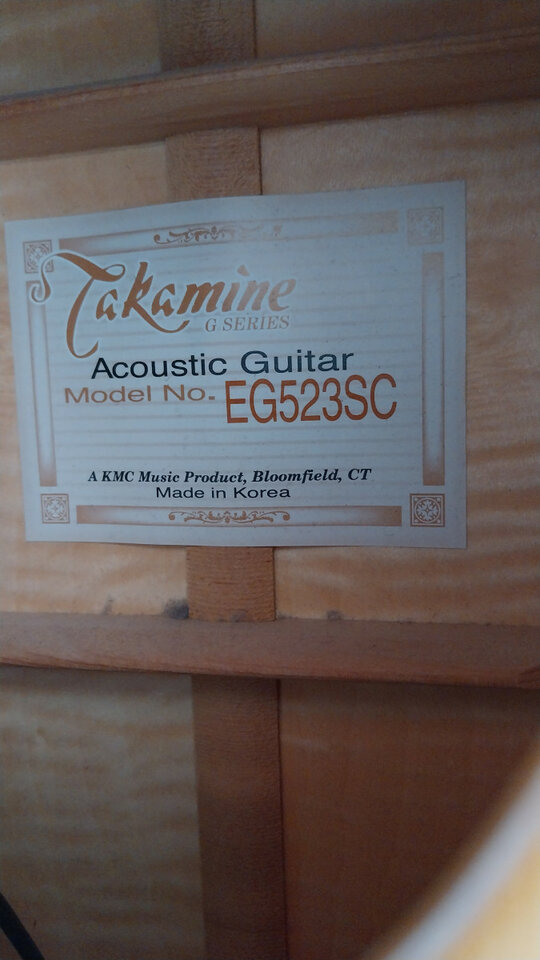 Takamine
G SERIES
Acoustic Guitar
Model No. EG523SC
A KMC Music Product, Bloomfield, CT
Made in Korea